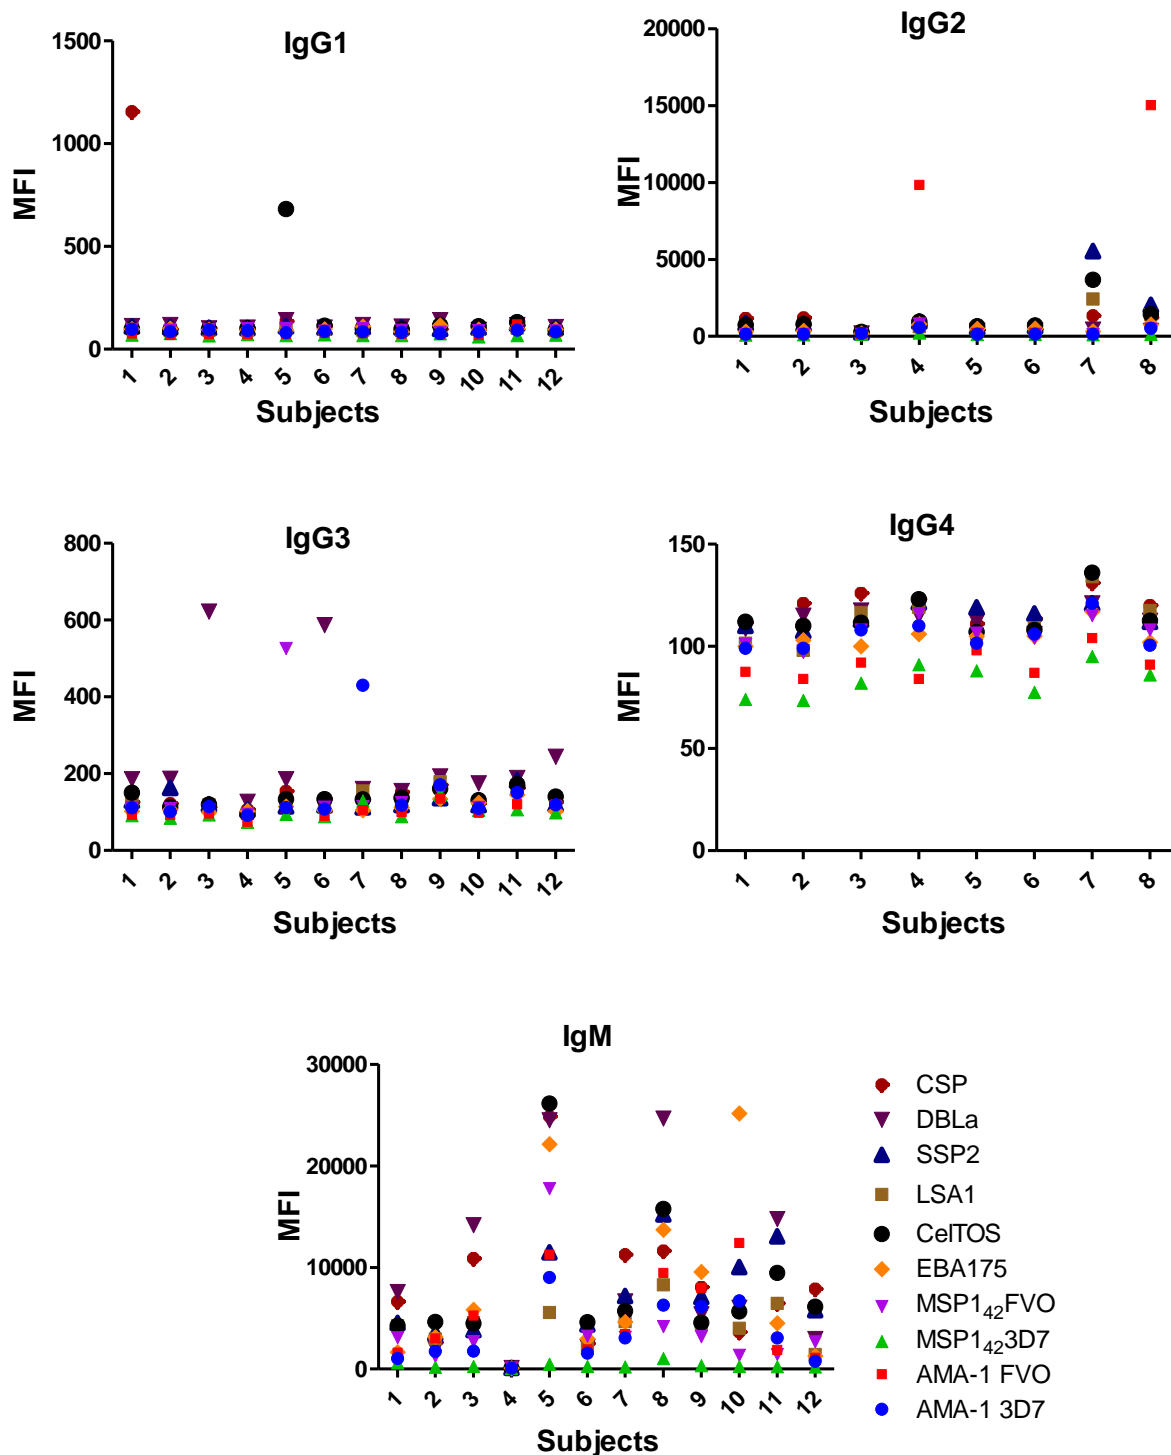 IgG1
1500
1000
500
0
MFI
1 2 3 4 5 6 7 8 9 10 11 12
Subjects
IgG2
20000
15000
10000
5000
0
MFI
1 2 3 4 5 6 7 8
Subjects
IgG3
800
600
400
200
0
MFI
1 2 3 4 5 6 7 8 9 10 11 12
Subjects
IgG4
150
100
50
0
MFI
1 2 3 4 5 6 7 8
Subjects
IgM
30000
20000
10000
0
MFI
1 2 3 4 5 6 7 8 9 10 11 12
Subjects
CSP
DBLa
SSP2
LSA1
CelTOS
EBA175
MSP1₄₂FVO
MSP1₄₂3D7
AMA-1 FVO
AMA-1 3D7